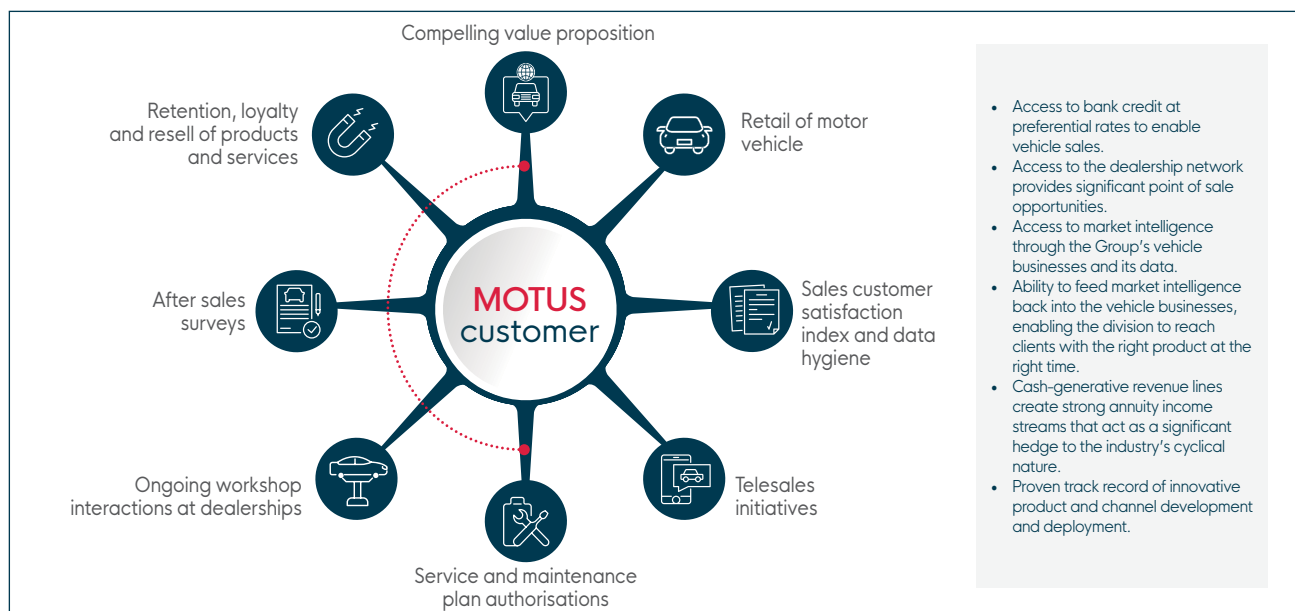 Compelling value proposition
Retail of motor
vehicle
Sales customer
satisfaction
index and data
hygiene
Telesales
initiatives
Service and maintenance
plan authorisations
Ongoing workshop
interactions at dealerships
After sales
surveys
Retention, loyalty
and resell of products
and services
MOTUS
customer
• Access to bank credit at
preferential rates to enable
vehicle sales.
• Access to the dealership network
provides significant point of sale
opportunities.
• Access to market intelligence
through the Group's vehicle
businesses and its data.
• Ability to feed market intelligence
back into the vehicle businesses,
enabling the division to reach
clients with the right product at the
right time.
• Cash-generative revenue lines
create strong annuity income
streams that act as a significant
hedge to the industry's cyclical
nature.
• Proven track record of innovative
product and channel development
and deployment.